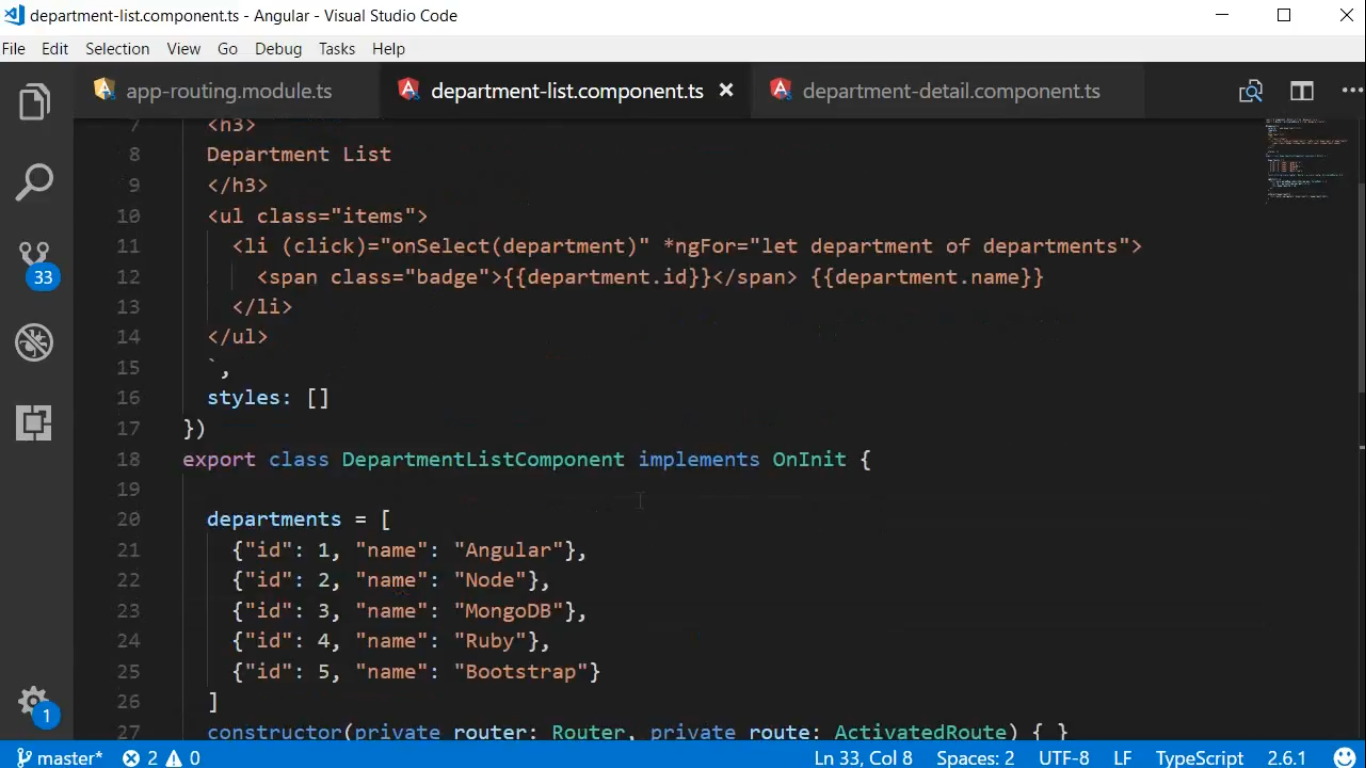 department-list.component.ts - Angular - Visual Studio Code
File Edit Selection View Go Debug Tasks Help
app-routing.module.ts department-list.component.ts department-detail.component.ts
7 <h3>
8 Department List
9 </h3>
10 <ul class="items">
11 <li (click)="onSelect(department)" *ngFor="let department of departments">
12 <span class="badge">{{department.id}}</span> {{department.name}}
13 </li>
14 </ul>
15 `,
16 styles: []
17 })
18 export class DepartmentListComponent implements OnInit {
19
20 departments = [
21 {"id": 1, "name": "Angular"},
22 {"id": 2, "name": "Node"},
23 {"id": 3, "name": "MongoDB"},
24 {"id": 4, "name": "Ruby"},
25 {"id": 5, "name": "Bootstrap"}
26 ]
27 constructor(private router: Router, private route: ActivatedRoute) { }
33
1
master* 2 0 Ln 33, Col 8 Spaces: 2 UTF-8 LF TypeScript 2.6.1